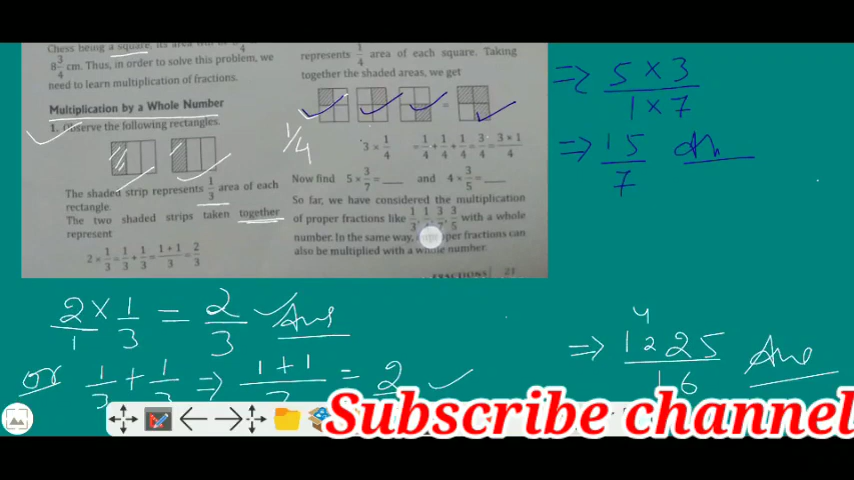 Chess being a square, its area will be
8 3/4 cm. Thus, in order to solve this problem, we
need to learn multiplication of fractions.
Multiplication by a Whole Number
1. Observe the following rectangles.
The shaded strip represents 1/3 area of each
rectangle.
The two shaded strips taken together
represent
2 × 1/3 = 1/3 + 1/3 = 1+1/3 = 2/3
represents 1/4 area of each square. Taking
together the shaded areas, we get
=
1/4
3 × 1/4 = 1/4 + 1/4 + 1/4 = 3/4 = 3×1/4
Now find 5 × 3/7 = ___ and 4 × 3/5 = ___
So far, we have considered the multiplication
of proper fractions like 1/3, 1/4, 3/7, 3/5 with a whole
number. In the same way, improper fractions can
also be multiplied with a whole number.
FRACTIONS 21
⇒ 5 × 3 / 1 × 7
⇒ 15/7 Ans
2/1 × 1/3 = 2/3 Ans
or 1/3 + 1/3 ⇒ 1+1/3 = 2
⇒ 1225/16 Ans
Subscribe channel